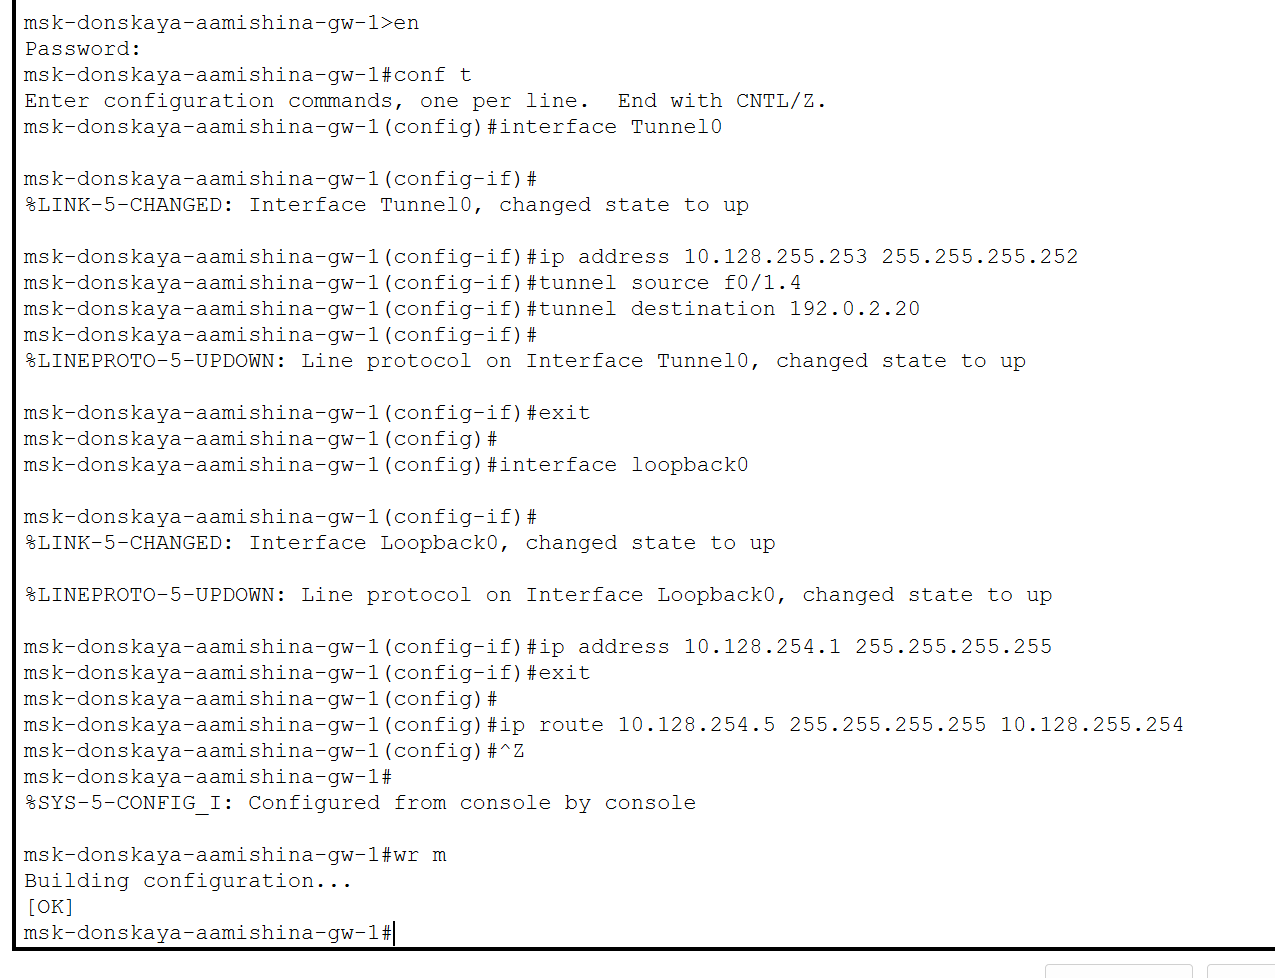 msk-donskaya-aamishina-gw-1>en
Password:
msk-donskaya-aamishina-gw-1#conf t
Enter configuration commands, one per line.  End with CNTL/Z.
msk-donskaya-aamishina-gw-1(config)#interface Tunnel0
msk-donskaya-aamishina-gw-1(config-if)#
%LINK-5-CHANGED: Interface Tunnel0, changed state to up
msk-donskaya-aamishina-gw-1(config-if)#ip address 10.128.255.253 255.255.255.252
msk-donskaya-aamishina-gw-1(config-if)#tunnel source f0/1.4
msk-donskaya-aamishina-gw-1(config-if)#tunnel destination 192.0.2.20
msk-donskaya-aamishina-gw-1(config-if)#
%LINEPROTO-5-UPDOWN: Line protocol on Interface Tunnel0, changed state to up
msk-donskaya-aamishina-gw-1(config-if)#exit
msk-donskaya-aamishina-gw-1(config)#
msk-donskaya-aamishina-gw-1(config)#interface loopback0
msk-donskaya-aamishina-gw-1(config-if)#
%LINK-5-CHANGED: Interface Loopback0, changed state to up
%LINEPROTO-5-UPDOWN: Line protocol on Interface Loopback0, changed state to up
msk-donskaya-aamishina-gw-1(config-if)#ip address 10.128.254.1 255.255.255.255
msk-donskaya-aamishina-gw-1(config-if)#exit
msk-donskaya-aamishina-gw-1(config)#
msk-donskaya-aamishina-gw-1(config)#ip route 10.128.254.5 255.255.255.255 10.128.255.254
msk-donskaya-aamishina-gw-1(config)#^Z
msk-donskaya-aamishina-gw-1#
%SYS-5-CONFIG_I: Configured from console by console
msk-donskaya-aamishina-gw-1#wr m
Building configuration...
[OK]
msk-donskaya-aamishina-gw-1#